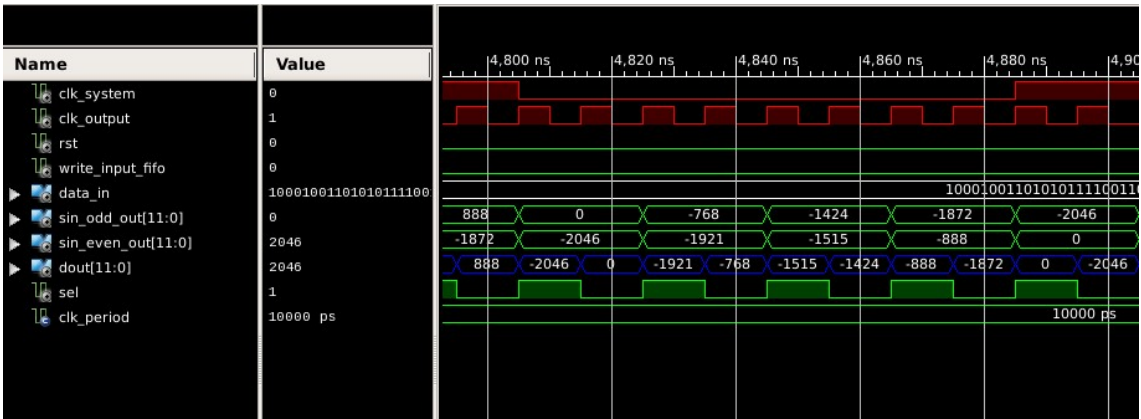 Name Value 4,800 ns 4,820 ns 4,840 ns 4,860 ns 4,880 ns 4,90
clk_system 0
clk_output 1
rst 0
write_input_fifo 0
data_in 10001001101010111100 10001001101010111100110
sin_odd_out[11:0] 0 888 0 -768 -1424 -1872 -2046
sin_even_out[11:0] 2046 -1872 -2046 -1921 -1515 -888 0
dout[11:0] 2046 888 -2046 0 -1921 -768 -1515 -1424 -888 -1872 0 -2046
sel 1
clk_period 10000 ps 10000 ps